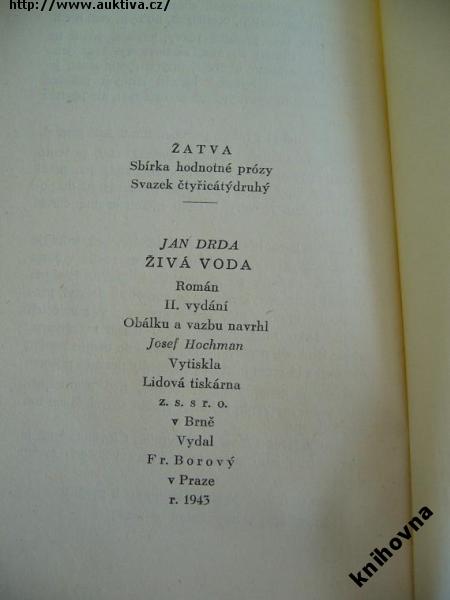 http://www.auktiva.cz/
ŽATVA
Sbírka hodnotné prózy
Svazek čtyřicátýdruhý
JAN DRDA
ŽIVÁ VODA
Román
II. vydání
Obálku a vazbu navrhl
Josef Hochman
Vytiskla
Lidová tiskárna
z. s. s r. o.
v Brně
Vydal
Fr. Borový
v Praze
r. 1943
knihovna